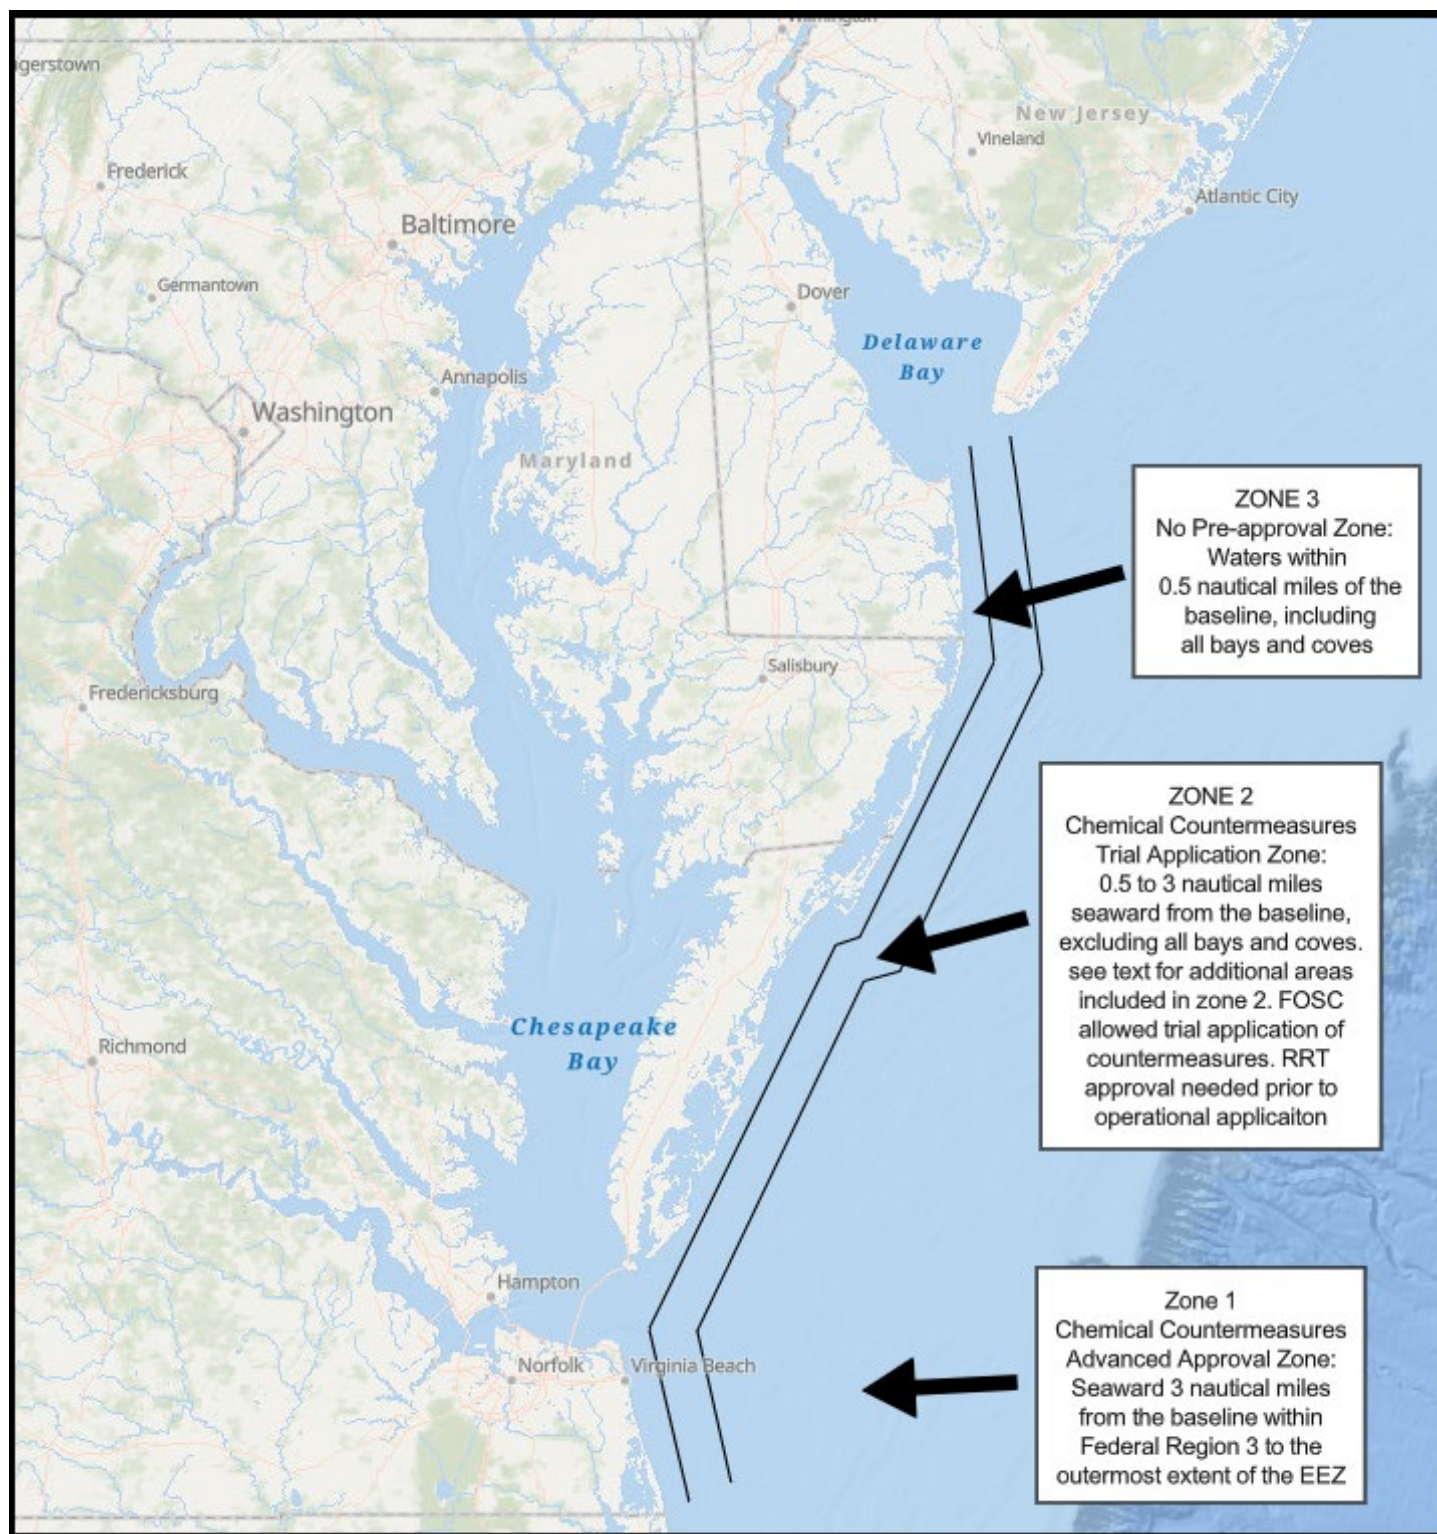 Wilmington
gerstown
New Jersey
Vineland
Frederick
Atlantic City
Baltimore
Germantown
Dover
Delaware
Bay
Annapolis
Washington
Maryland
ZONE 3
No Pre-approval Zone:
Waters within
0.5 nautical miles of the
baseline, including
all bays and coves
Salisbury
Fredericksburg
ZONE 2
Chemical Countermeasures
Trial Application Zone:
0.5 to 3 nautical miles
seaward from the baseline,
excluding all bays and coves.
see text for additional areas
included in zone 2. FOSC
allowed trial application of
countermeasures. RRT
approval needed prior to
operational applicaiton
Chesapeake
Bay
Richmond
Hampton
Norfolk
Virginia Beach
Zone 1
Chemical Countermeasures
Advanced Approval Zone:
Seaward 3 nautical miles
from the baseline within
Federal Region 3 to the
outermost extent of the EEZ